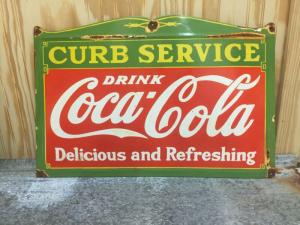 CURB SERVICE
DRINK
Coca-Cola
Delicious and Refreshing